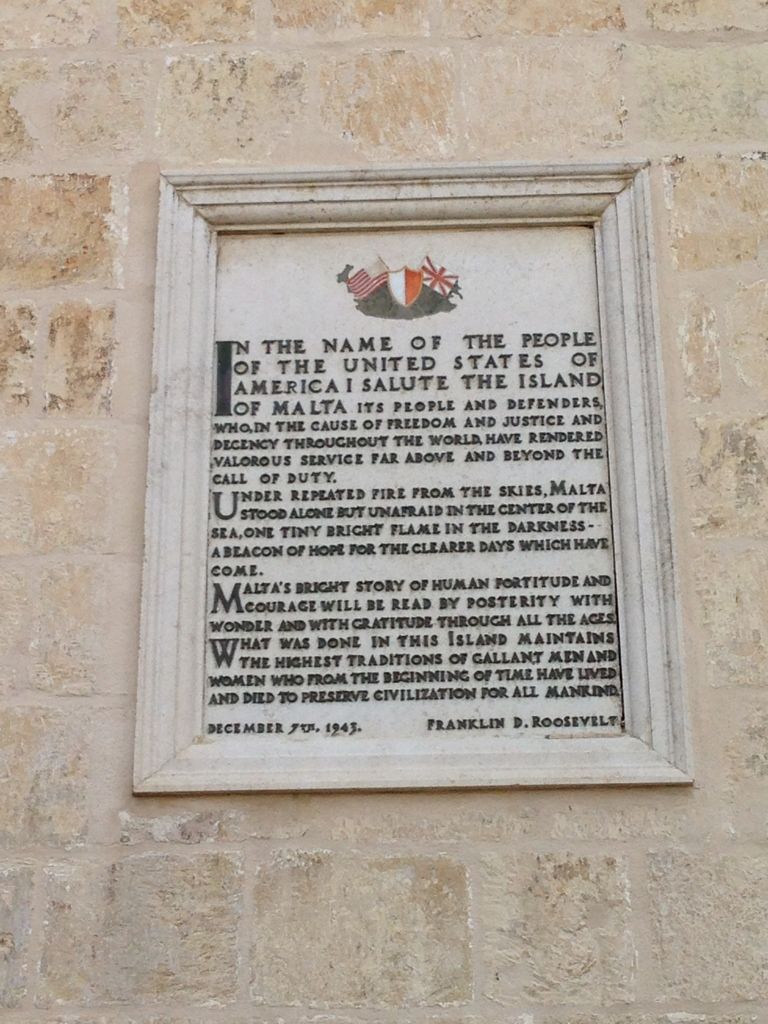 IN THE NAME OF THE PEOPLE
OF THE UNITED STATES OF
AMERICA I SALUTE THE ISLAND
OF MALTA ITS PEOPLE AND DEFENDERS,
WHO, IN THE CAUSE OF FREEDOM AND JUSTICE AND
DECENCY THROUGHOUT THE WORLD, HAVE RENDERED
VALOROUS SERVICE FAR ABOVE AND BEYOND THE
CALL OF DUTY.
UNDER REPEATED FIRE FROM THE SKIES, MALTA
STOOD ALONE BUT UNAFRAID IN THE CENTER OF THE
SEA, ONE TINY BRIGHT FLAME IN THE DARKNESS -
A BEACON OF HOPE FOR THE CLEARER DAYS WHICH HAVE
COME.
MALTA'S BRIGHT STORY OF HUMAN FORTITUDE AND
COURAGE WILL BE READ BY POSTERITY WITH
WONDER AND WITH GRATITUDE THROUGH ALL THE AGES.
WHAT WAS DONE IN THIS ISLAND MAINTAINS
THE HIGHEST TRADITIONS OF GALLANT MEN AND
WOMEN WHO FROM THE BEGINNING OF TIME HAVE LIVED
AND DIED TO PRESERVE CIVILIZATION FOR ALL MANKIND.
DECEMBER 7TH. 1943. FRANKLIN D. ROOSEVELT.